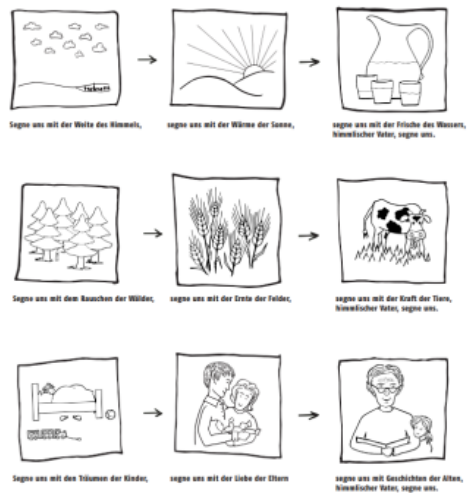 Segne uns mit der Weite des Himmels,
segne uns mit der Wärme der Sonne,
segne uns mit der Frische des Wassers,
himmlischer Vater, segne uns.
Segne uns mit dem Rauschen der Wälder,
segne uns mit der Ernte der Felder,
segne uns mit der Kraft der Tiere,
himmlischer Vater, segne uns.
Segne uns mit den Träumen der Kinder,
segne uns mit der Liebe der Eltern
segne uns mit Geschichten der Alten,
himmlischer Vater, segne uns.